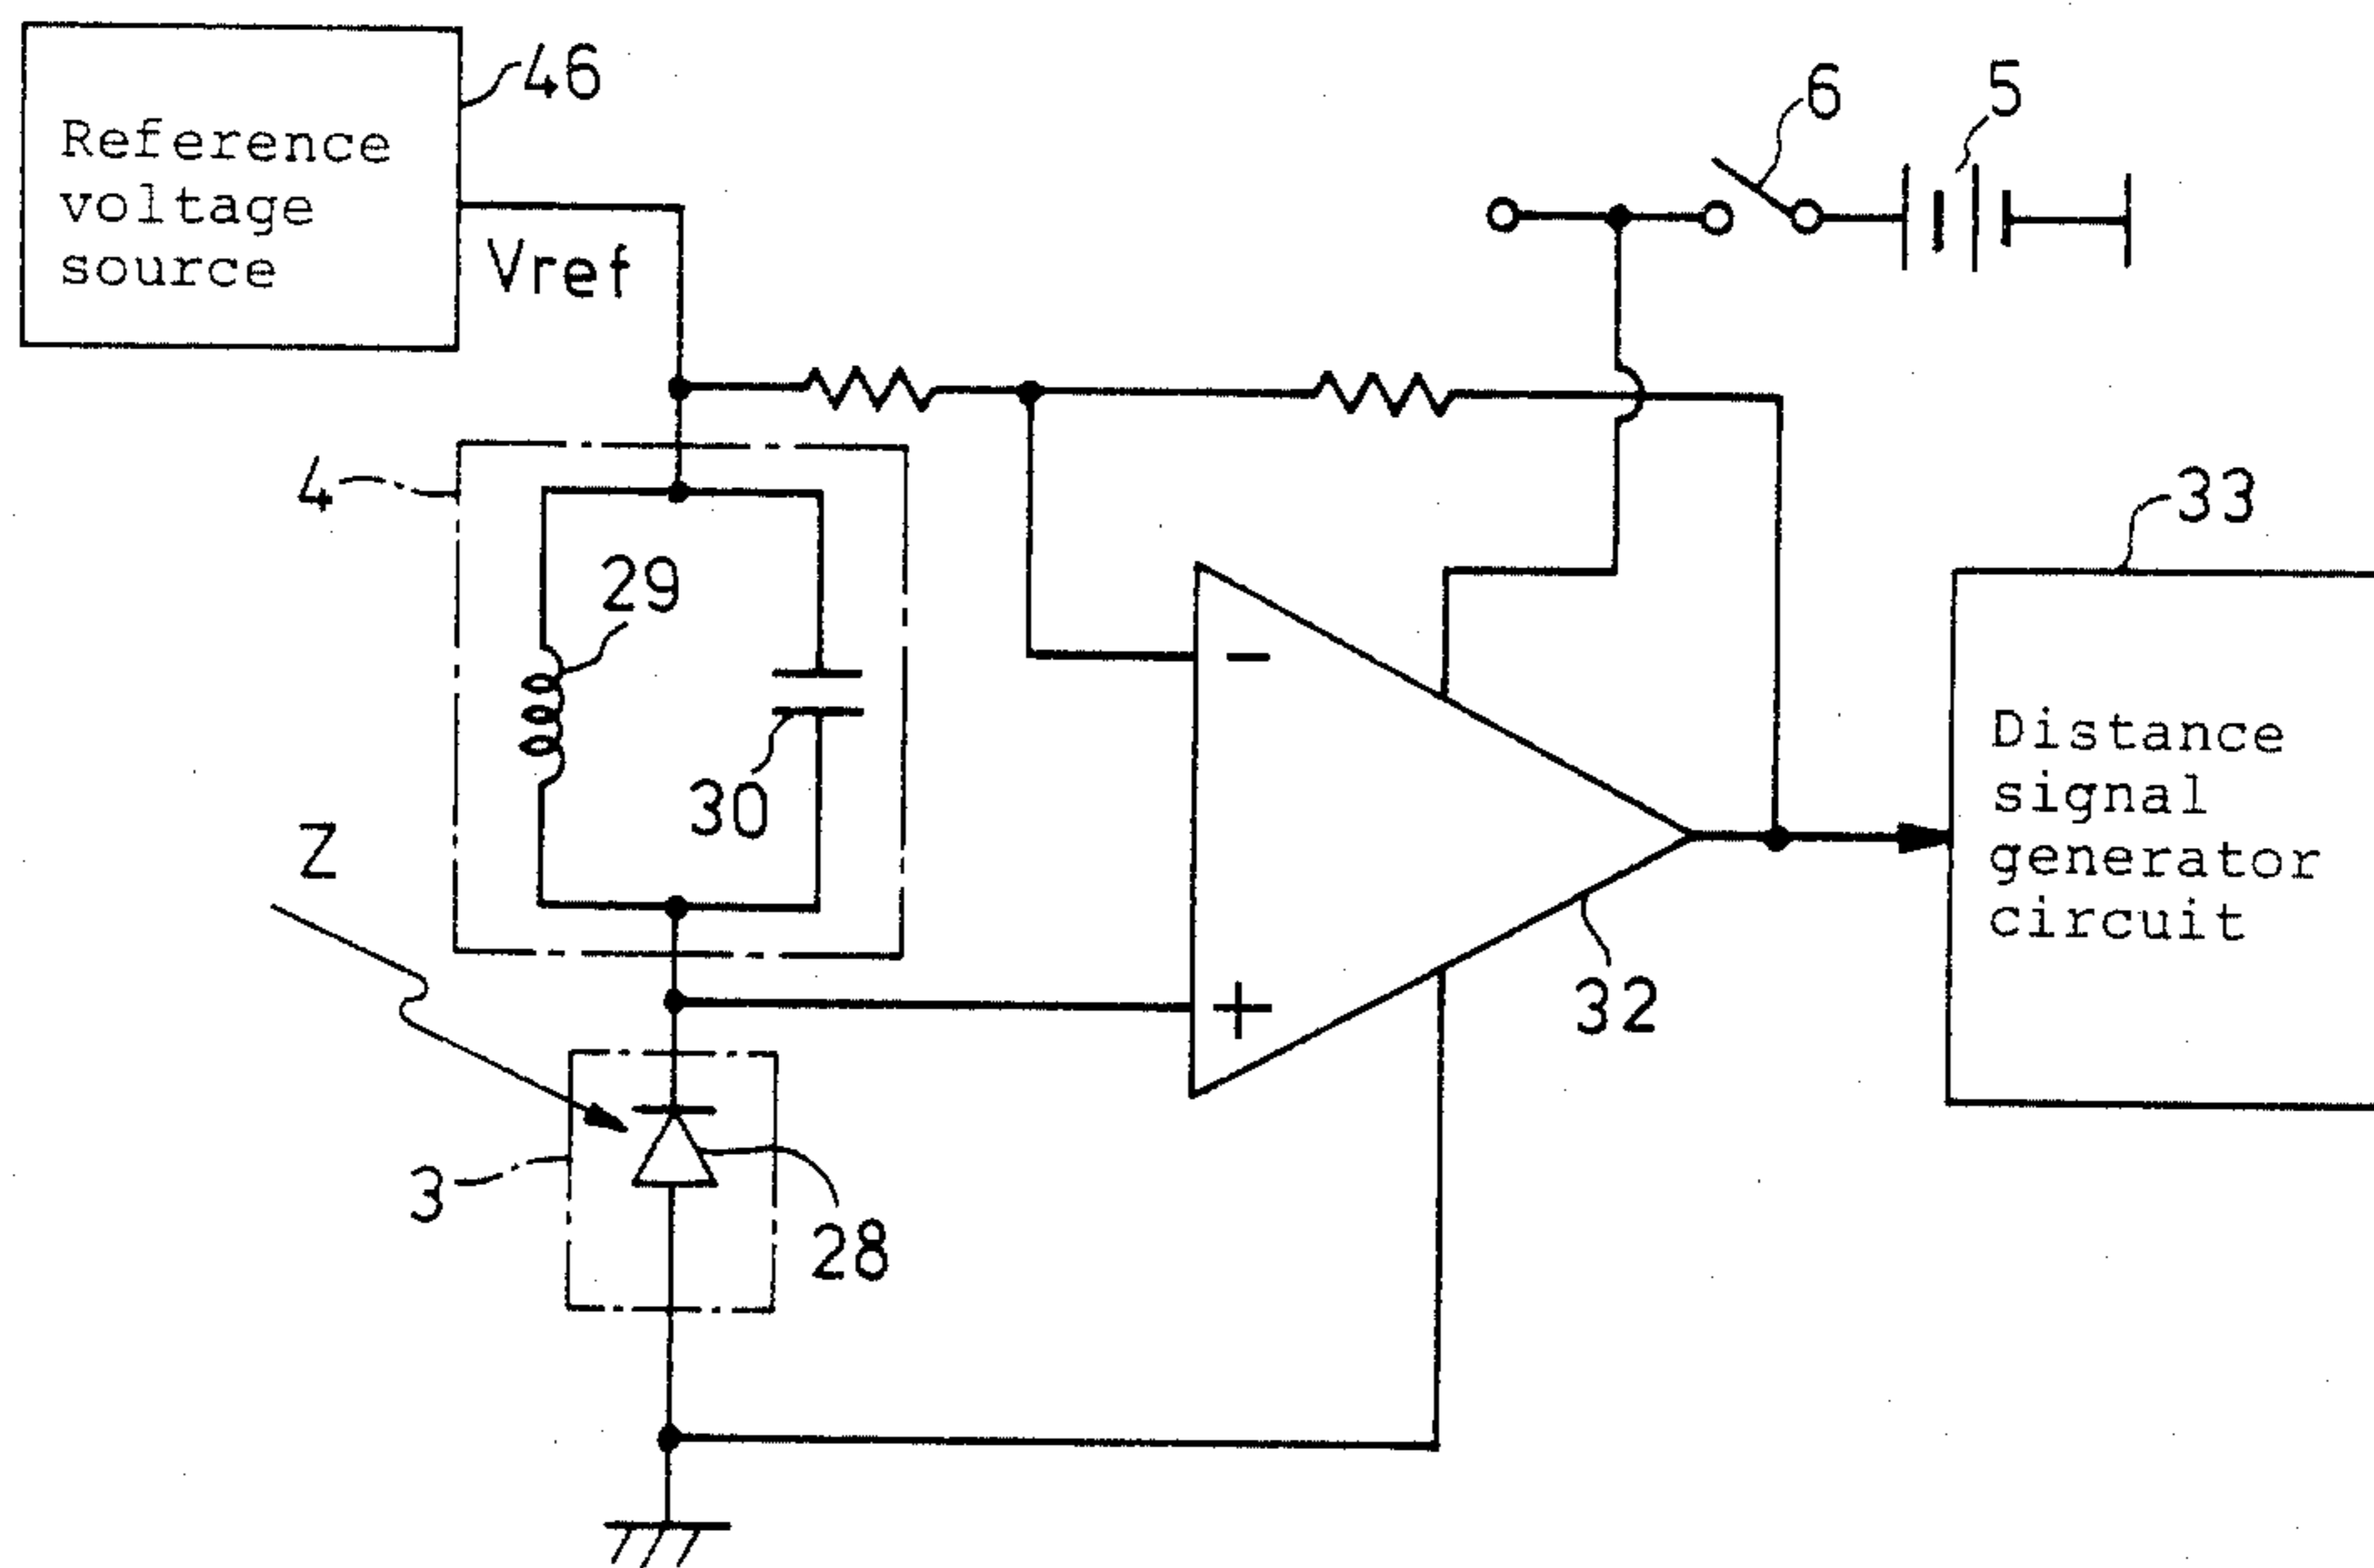 46
Reference
voltage
source
Vref
6
5
4
29
30
33
Z
−
+
32
Distance
signal
generator
circuit
3
28